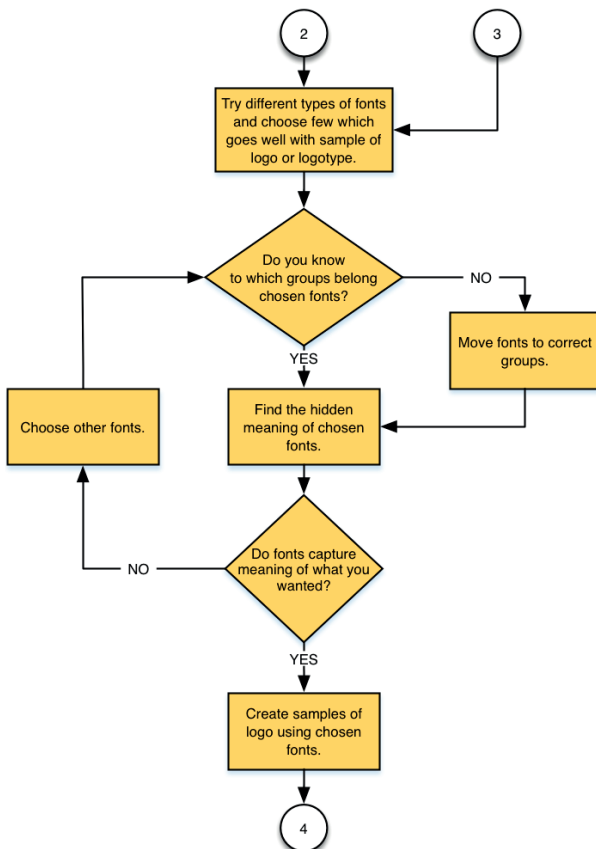 2
3
Try different types of fonts
and choose few which
goes well with sample of
logo or logotype.
Do you know
to which groups belong
chosen fonts?
NO
Move fonts to correct
groups.
YES
Choose other fonts.
Find the hidden
meaning of chosen
fonts.
Do fonts capture
meaning of what you
wanted?
NO
YES
Create samples of
logo using chosen
fonts.
4